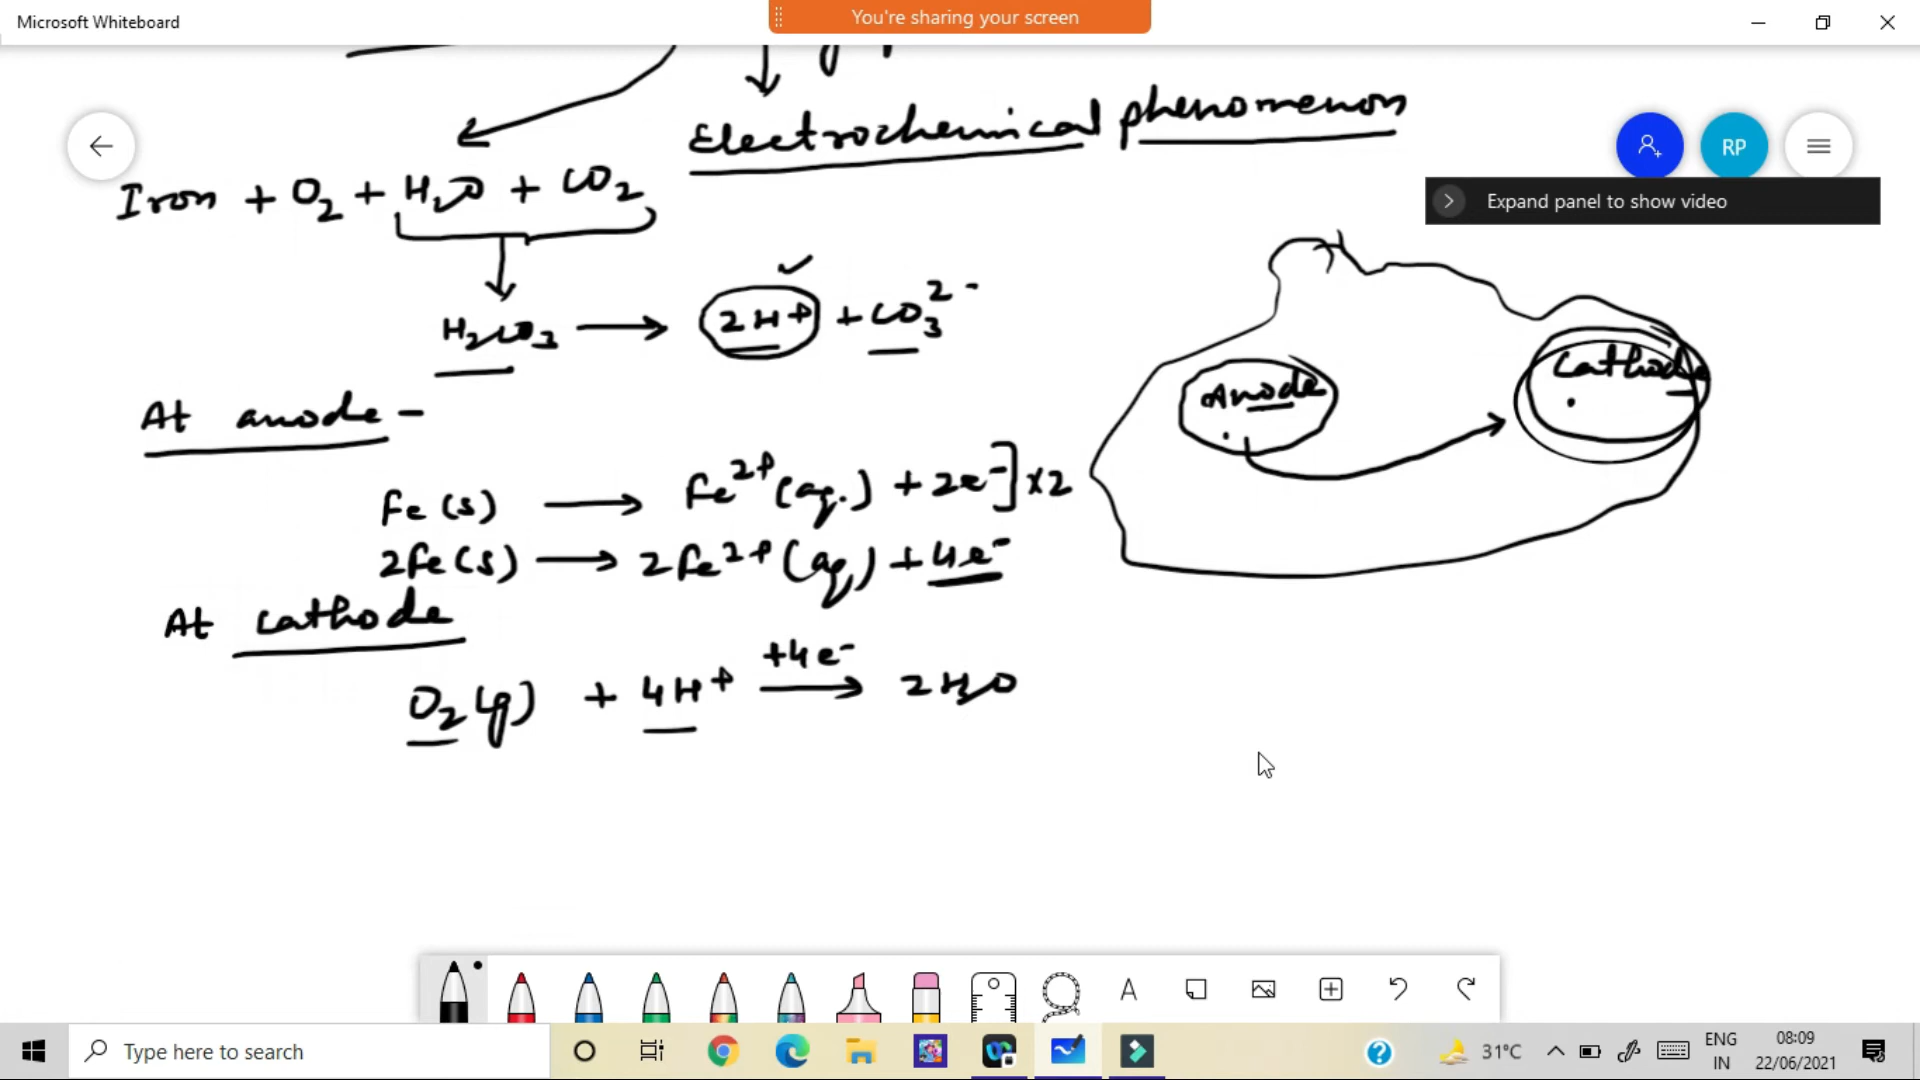 Microsoft Whiteboard
You're sharing your screen
Electrochemical phenomenon
RP
Expand panel to show video
Iron + O2 + H2O + CO2
H2CO3 → 2H+ + CO3 2-
Anode
Cathode
At anode -
Fe (s) → Fe2+ (aq.) + 2e-] x2
2Fe(s) → 2Fe2+ (aq) + 4e-
At cathode
O2 (g) + 4H+ +4e- → 2H2O
A
Type here to search
31°C
ENG
IN
08:09
22/06/2021